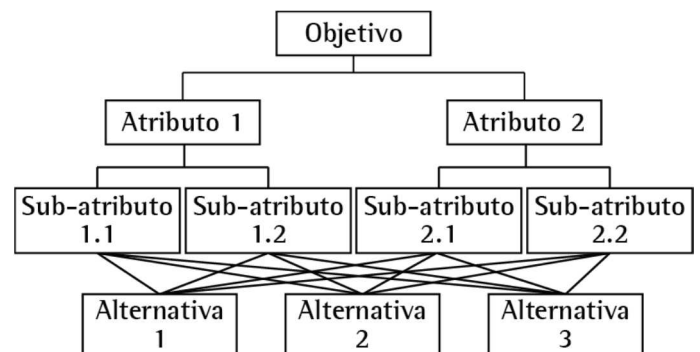 Objetivo
Atributo 1
Atributo 2
Sub-atributo
1.1
Sub-atributo
1.2
Sub-atributo
2.1
Sub-atributo
2.2
Alternativa
1
Alternativa
2
Alternativa
3